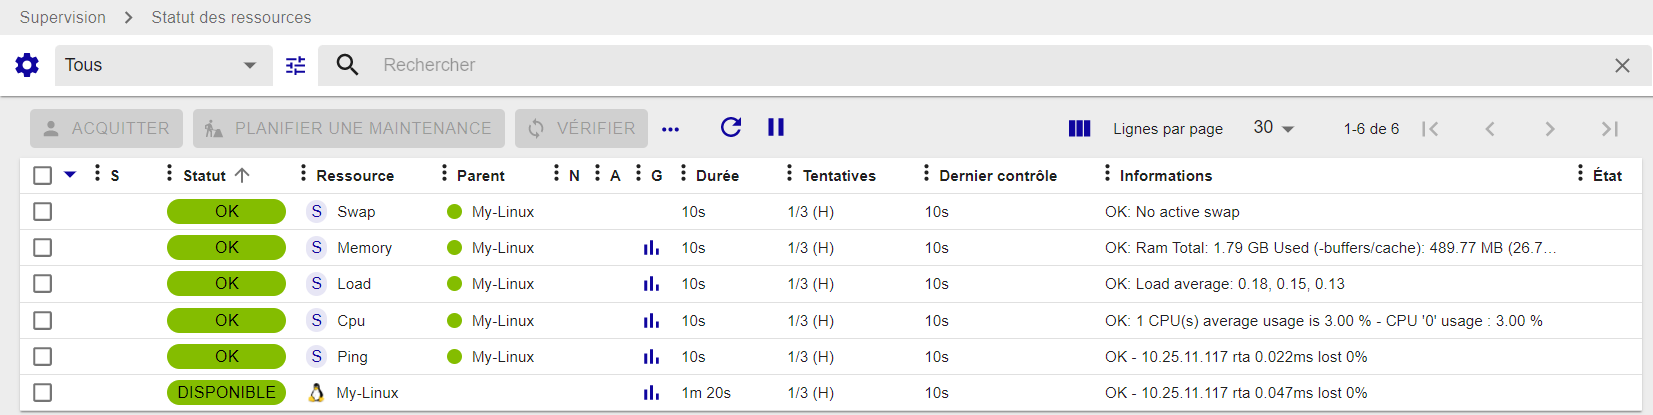 Supervision > Statut des ressources
Tous Rechercher
ACQUITTER PLANIFIER UNE MAINTENANCE VÉRIFIER Lignes par page 30 1-6 de 6
S Statut Ressource Parent N A G Durée Tentatives Dernier contrôle Informations État
OK S Swap My-Linux 10s 1/3 (H) 10s OK: No active swap
OK S Memory My-Linux 10s 1/3 (H) 10s OK: Ram Total: 1.79 GB Used (-buffers/cache): 489.77 MB (26.7...
OK S Load My-Linux 10s 1/3 (H) 10s OK: Load average: 0.18, 0.15, 0.13
OK S Cpu My-Linux 10s 1/3 (H) 10s OK: 1 CPU(s) average usage is 3.00 % - CPU '0' usage : 3.00 %
OK S Ping My-Linux 10s 1/3 (H) 10s OK - 10.25.11.117 rta 0.022ms lost 0%
DISPONIBLE My-Linux 1m 20s 1/3 (H) 10s OK - 10.25.11.117 rta 0.047ms lost 0%